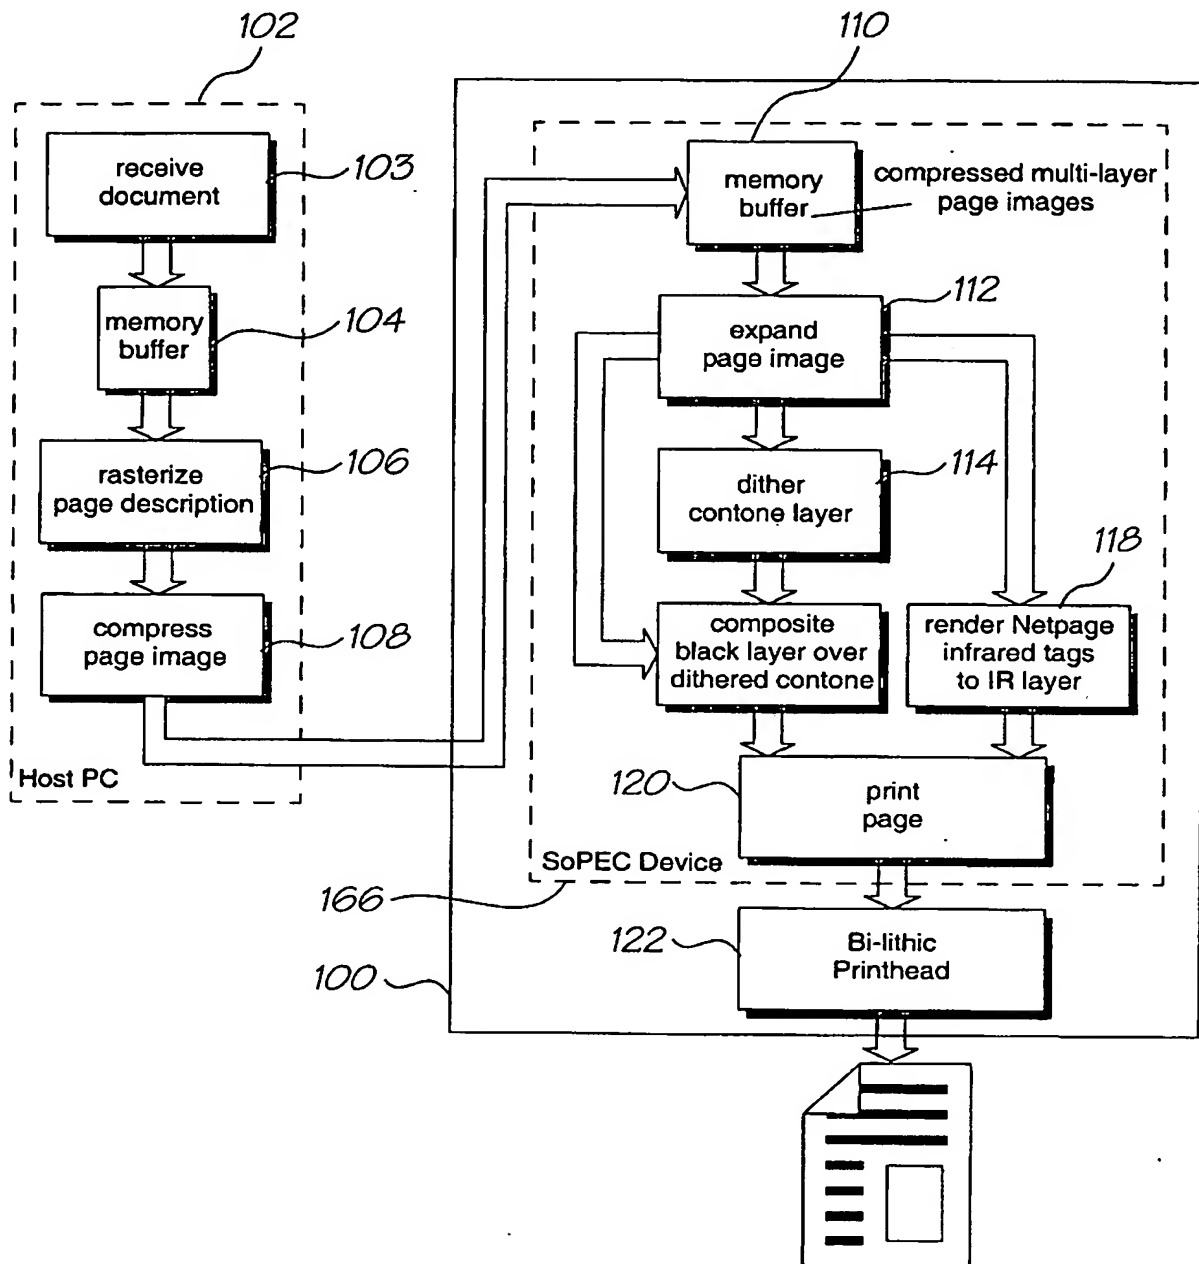 102
110
receive
document
103
memory
buffer
compressed multi-layer
page images
memory
buffer
104
expand
page image
112
rasterize
page description
106
dither
contone layer
114
118
compress
page image
108
composite
black layer over
dithered contone
render Netpage
infrared tags
to IR layer
Host PC
120
print
page
SoPEC Device
166
122
Bi-lithic
Printhead
100